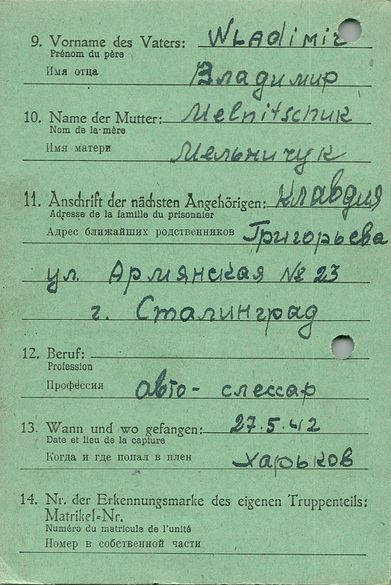 9. Vorname des Vaters: Wladimir
Prénom du père
Имя отца Владимир
10. Name der Mutter: Melnitschuk
Nom de la mère
Имя матери Мельничук
11. Anschrift der nächsten Angehörigen: Клавдия
Adresse de la famille du prisonnier
Адрес ближайших родственников Григорьева
ул. Армянская № 23
г. Сталинград
12. Beruf:
Profession
Профессия авто - слессар
13. Wann und wo gefangen: 27.5.42
Date et lieu de la capture
Когда и где попал в плен Харьков
14. Nr. der Erkennungsmarke des eigenen Truppenteils:
Matrikel-Nr.
Numéro du matricule de l'unité
Номер в собственной части